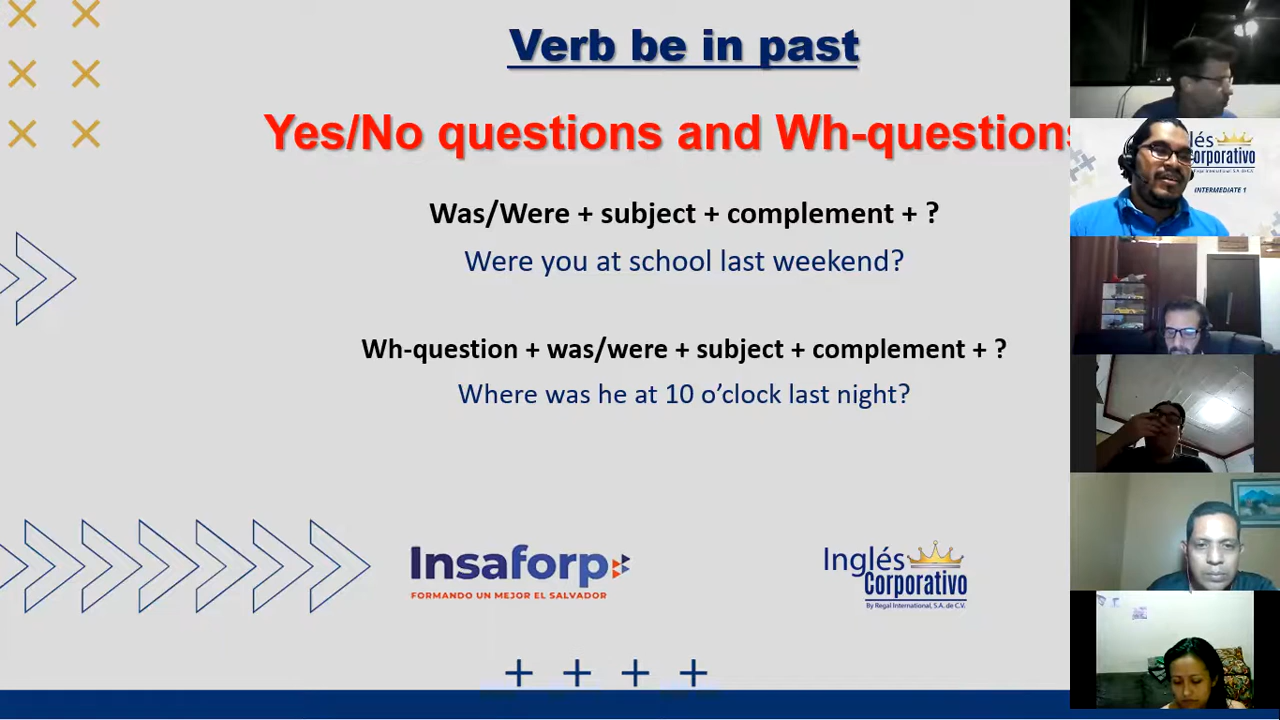 Verb be in past
Yes/No questions and Wh-questions
Was/Were + subject + complement + ?
Were you at school last weekend?
Wh-question + was/were + subject + complement + ?
Where was he at 10 o'clock last night?
Insaforp
FORMANDO UN MEJOR EL SALVADOR
Inglés
Corporativo
By Regal International, S.A. de C.V.
lés
orporativo
INTERMEDIATE 1